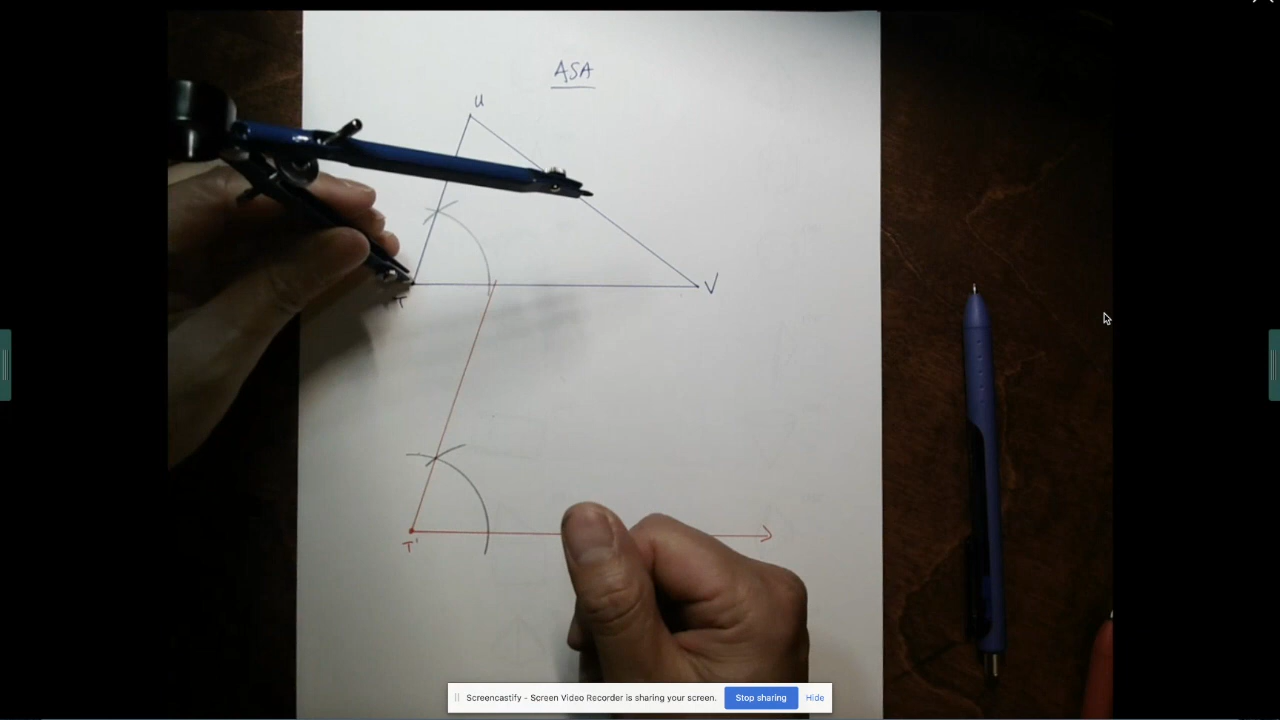 ASA
U
T
V
T'
Screencastify - Screen Video Recorder is sharing your screen.
Stop sharing
Hide